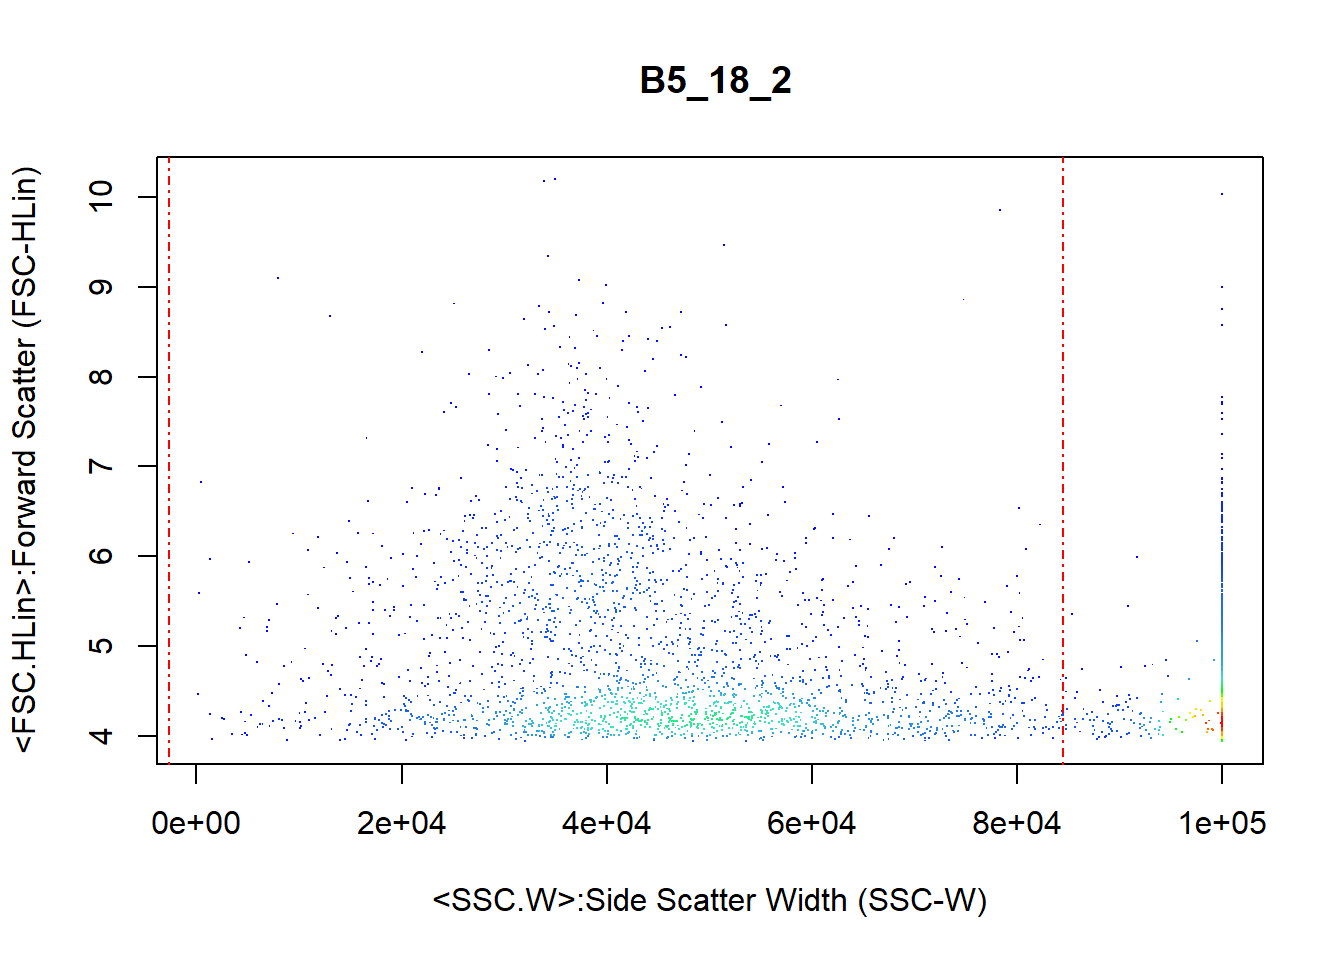 B5_18_2
<FSC.HLin>:Forward Scatter (FSC-HLin)
10
9
8
7
6
5
4
0e+00 2e+04 4e+04 6e+04 8e+04 1e+05
<SSC.W>:Side Scatter Width (SSC-W)